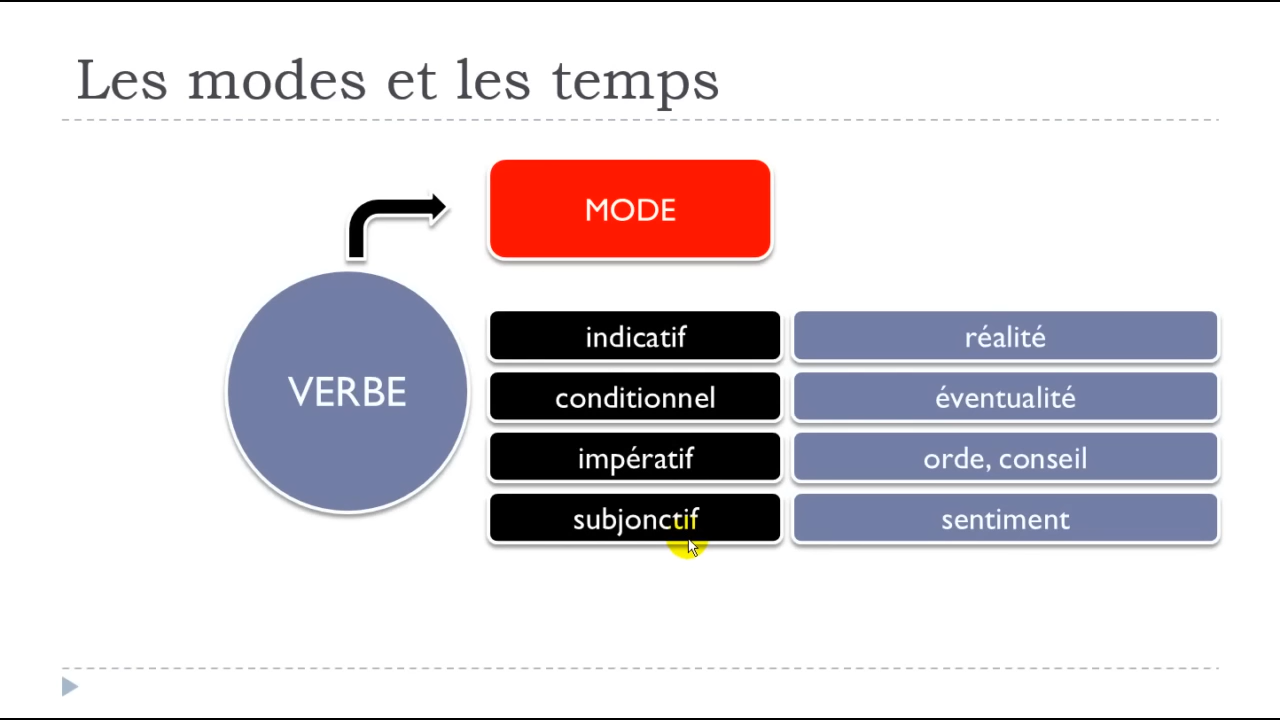 Les modes et les temps
MODE
VERBE
indicatif
réalité
conditionnel
éventualité
impératif
orde, conseil
subjonctif
sentiment